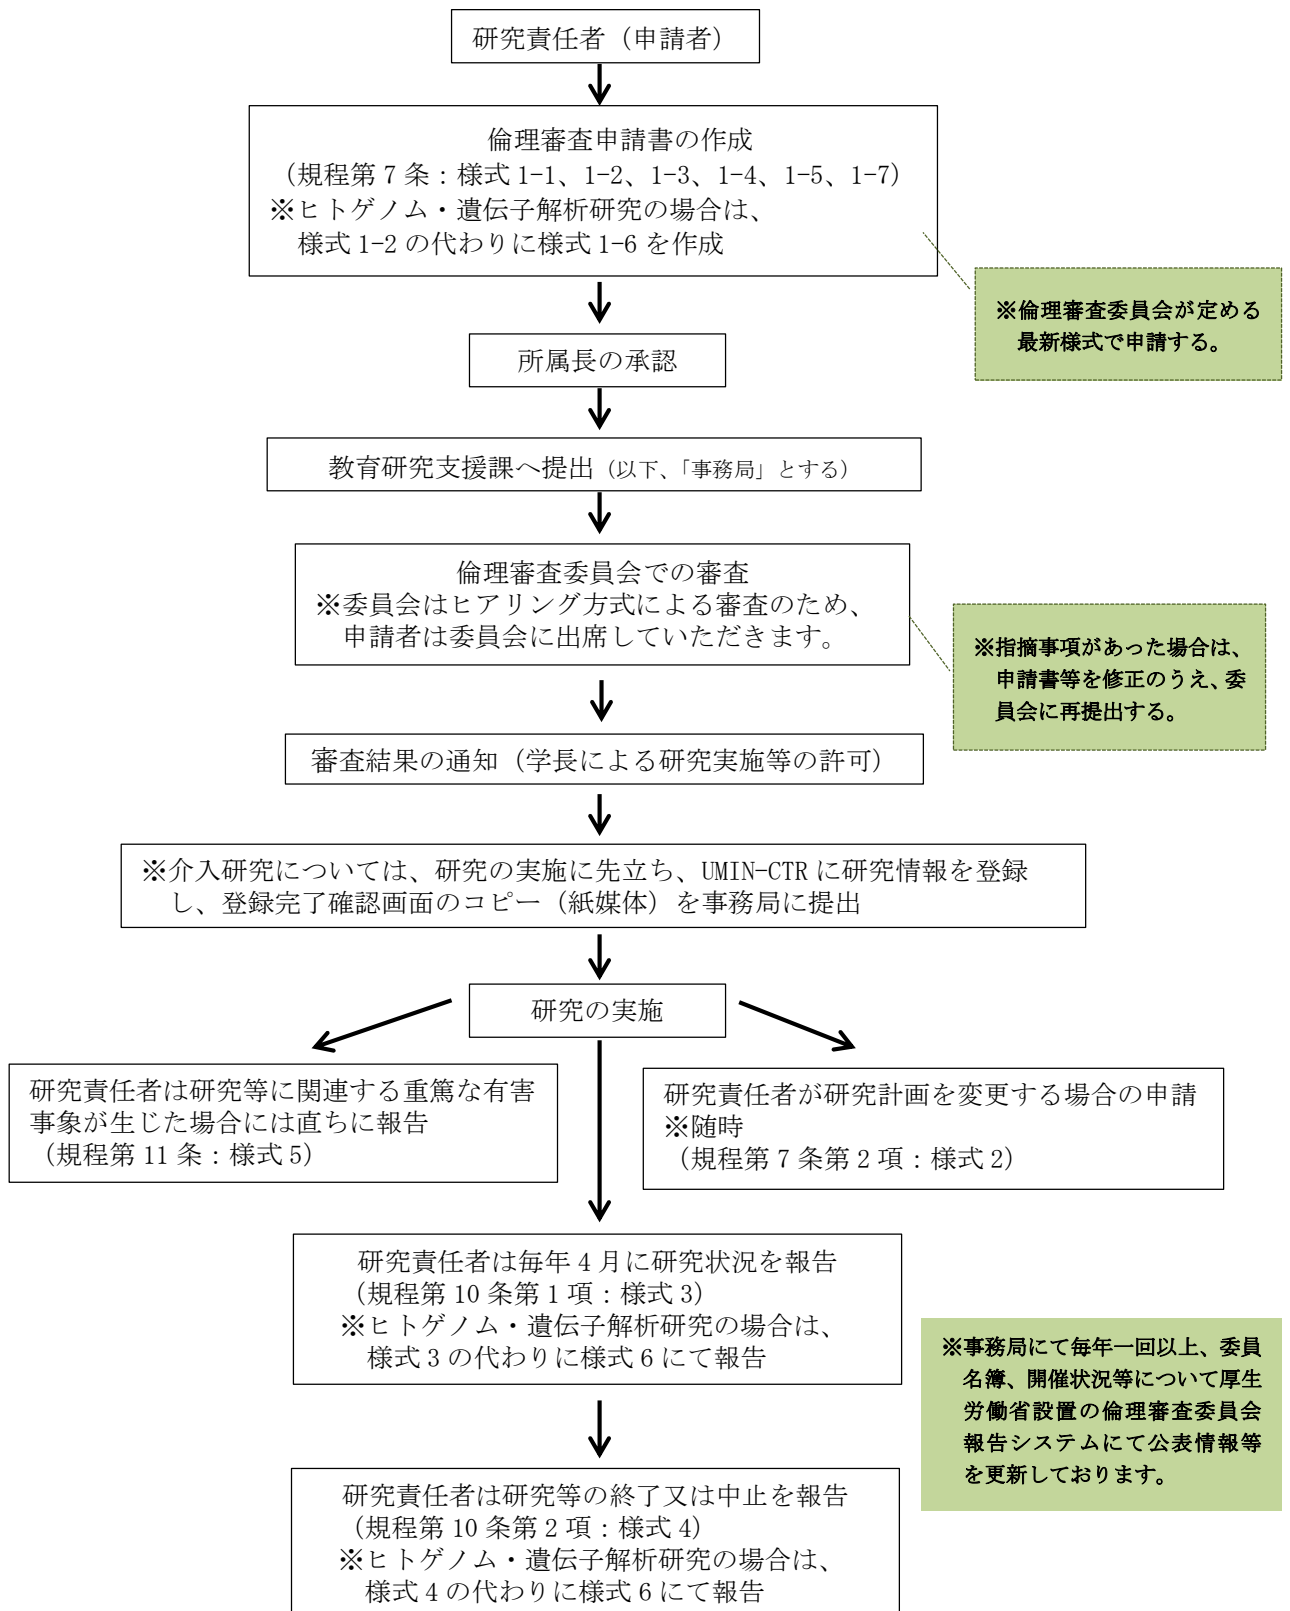 研究責任者（申請者）
倫理審査申請書の作成
（規程第7条：様式1-1、1-2、1-3、1-4、1-5、1-7）
※ヒトゲノム・遺伝子解析研究の場合は、
様式1-2の代わりに様式1-6を作成
※倫理審査委員会が定める
最新様式で申請する。
所属長の承認
教育研究支援課へ提出（以下、「事務局」とする）
倫理審査委員会での審査
※委員会はヒアリング方式による審査のため、
申請者は委員会に出席していただきます。
※指摘事項があった場合は、
申請書等を修正のうえ、委
員会に再提出する。
審査結果の通知（学長による研究実施等の許可）
※介入研究については、研究の実施に先立ち、UMIN-CTRに研究情報を登録
し、登録完了確認画面のコピー（紙媒体）を事務局に提出
研究の実施
研究責任者は研究等に関連する重篤な有害
事象が生じた場合には直ちに報告
（規程第11条：様式5）
研究責任者が研究計画を変更する場合の申請
※随時
（規程第7条第2項：様式2）
研究責任者は毎年4月に研究状況を報告
（規程第10条第1項：様式3）
※ヒトゲノム・遺伝子解析研究の場合は、
様式3の代わりに様式6にて報告
※事務局にて毎年一回以上、委員
名簿、開催状況等について厚生
労働省設置の倫理審査委員会
報告システムにて公表情報等
を更新しております。
研究責任者は研究等の終了又は中止を報告
（規程第10条第2項：様式4）
※ヒトゲノム・遺伝子解析研究の場合は、
様式4の代わりに様式6にて報告